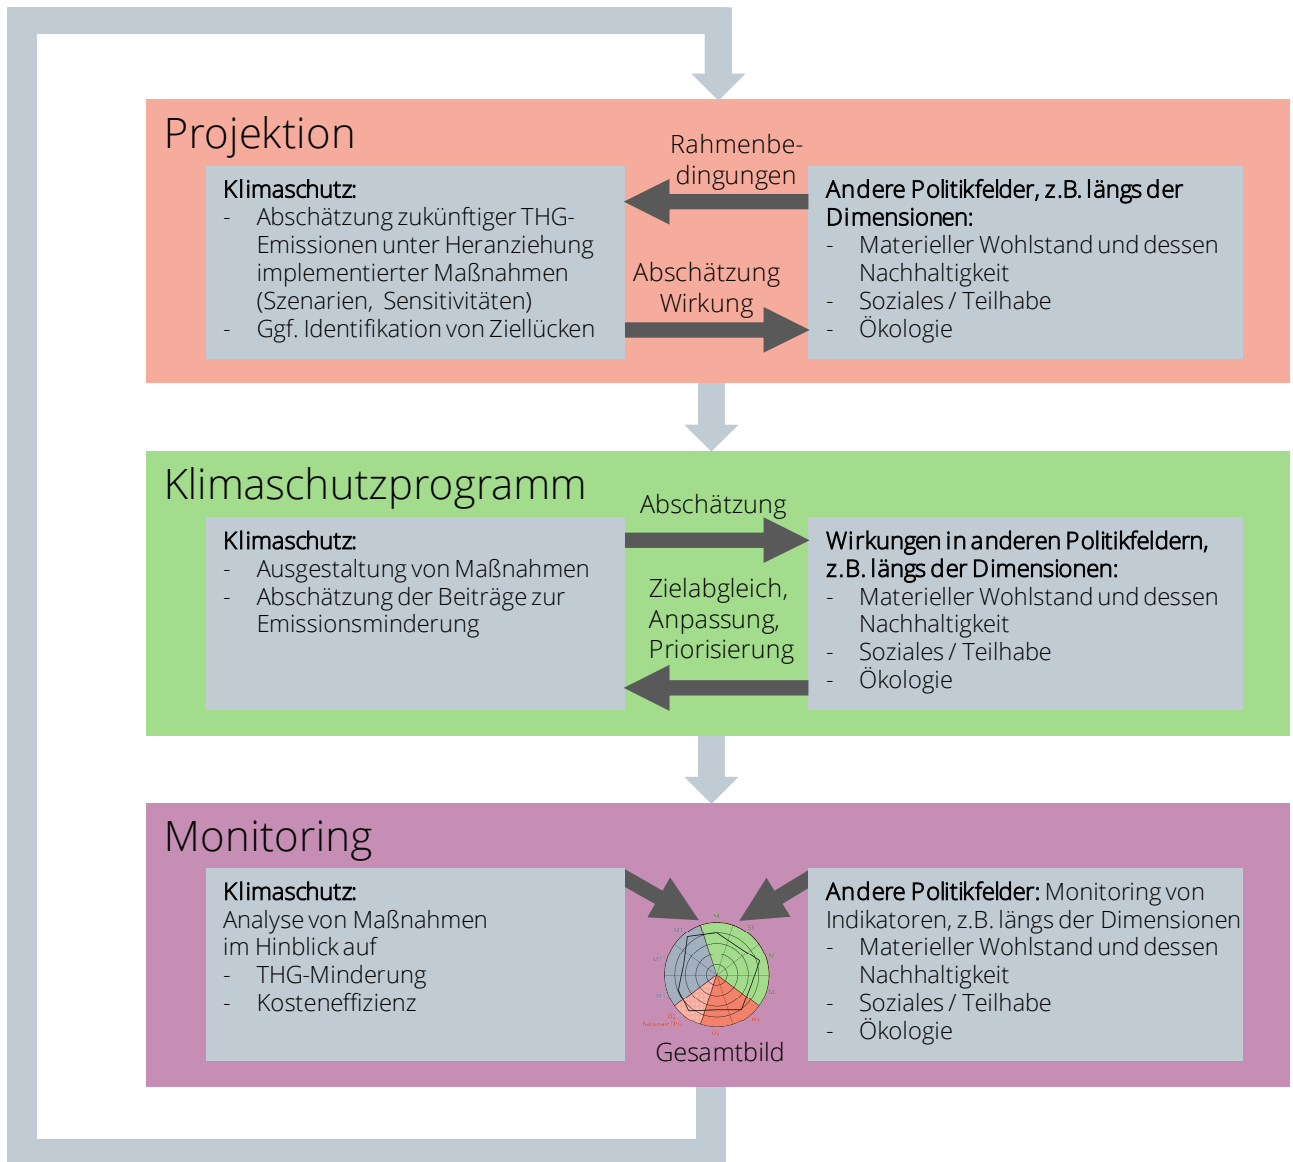 Projektion
Klimaschutz:
- Abschätzung zukünftiger THG-
Emissionen unter Heranziehung
implementierter Maßnahmen
(Szenarien, Sensitivitäten)
- Ggf. Identifikation von Ziellücken
Rahmenbe-
dingungen
Abschätzung
Wirkung
Andere Politikfelder, z.B. längs der
Dimensionen:
- Materieller Wohlstand und dessen
Nachhaltigkeit
- Soziales / Teilhabe
- Ökologie
Klimaschutzprogramm
Klimaschutz:
- Ausgestaltung von Maßnahmen
- Abschätzung der Beiträge zur
Emissionsminderung
Abschätzung
Zielabgleich,
Anpassung,
Priorisierung
Wirkungen in anderen Politikfeldern,
z.B. längs der Dimensionen:
- Materieller Wohlstand und dessen
Nachhaltigkeit
- Soziales / Teilhabe
- Ökologie
Monitoring
Klimaschutz:
Analyse von Maßnahmen
im Hinblick auf
- THG-Minderung
- Kosteneffizienz
Gesamtbild
Andere Politikfelder: Monitoring von
Indikatoren, z.B. längs der Dimensionen
- Materieller Wohlstand und dessen
Nachhaltigkeit
- Soziales / Teilhabe
- Ökologie